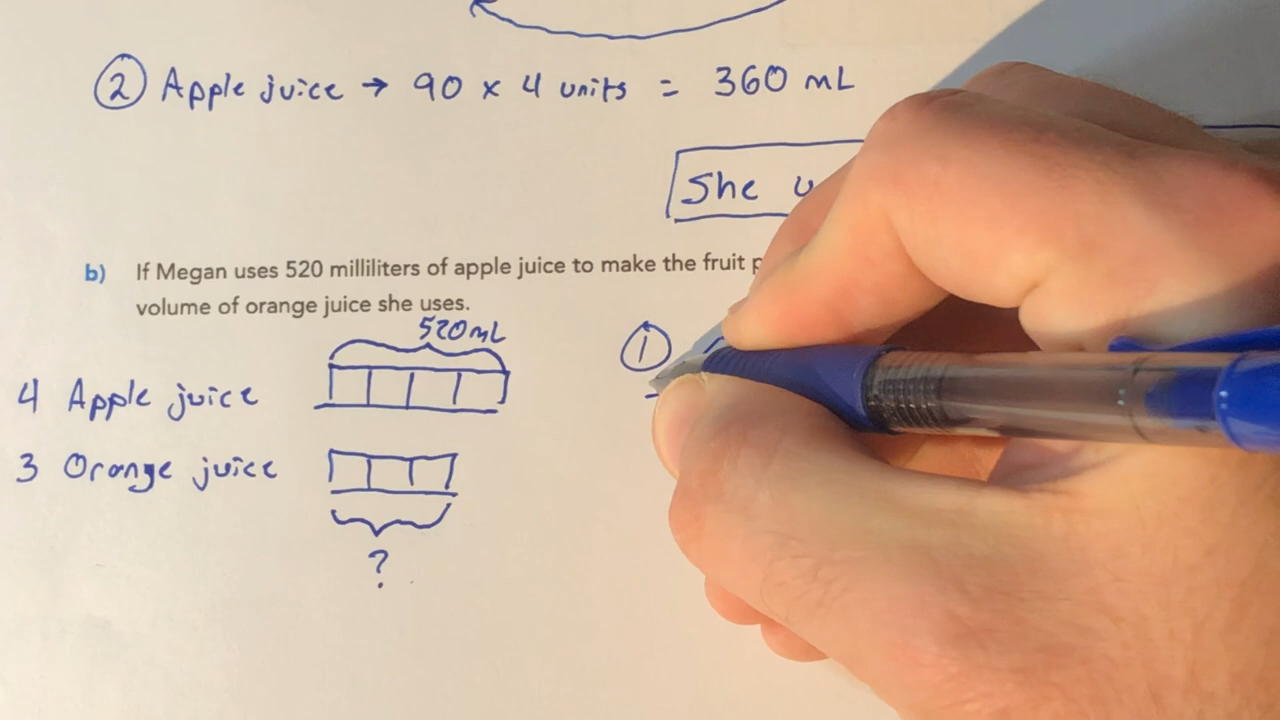 ② Apple juice → 90 x 4 units = 360 mL
She
b) If Megan uses 520 milliliters of apple juice to make the fruit
volume of orange juice she uses.
520mL
①
4 Apple juice
3 Orange juice
?